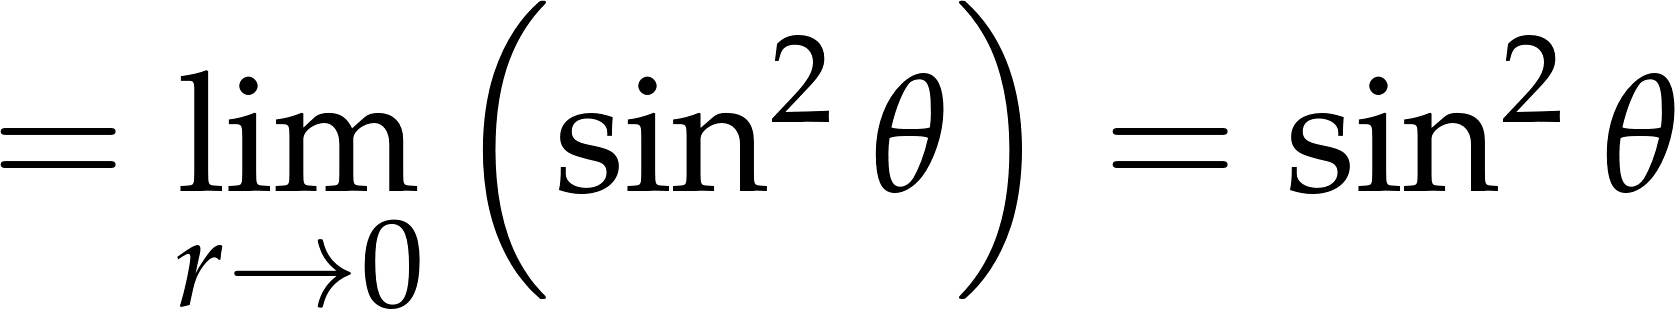 = lim_{r→0} (sin² θ) = sin² θ